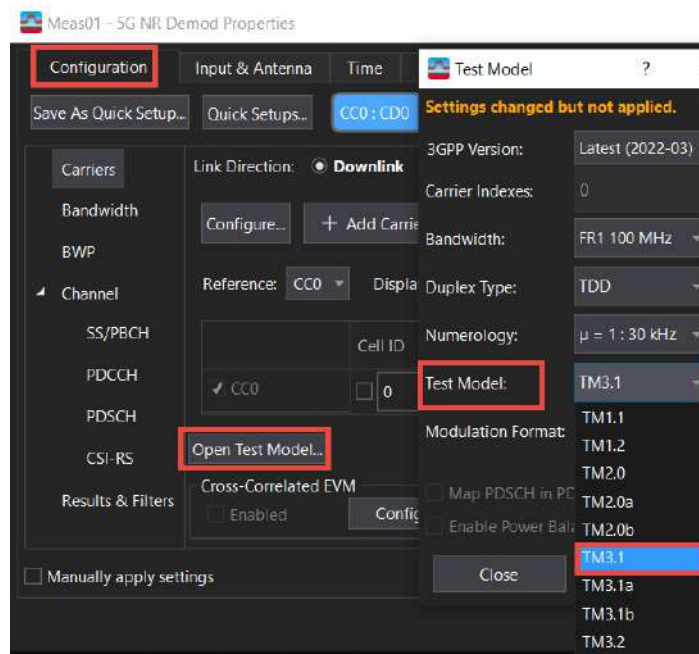 Meas01 - 5G NR Demod Properties
Configuration
Input & Antenna
Time
Save As Quick Setup...
Quick Setups...
CC0 : CD0
Carriers
Bandwidth
BWP
Channel
SS/PBCH
PDCCH
PDSCH
CSI-RS
Results & Filters
Link Direction:
Downlink
Configure...
+ Add Carrie
Reference:
CC0
Displa
Cell ID
CC0
0
Open Test Model...
Cross-Correlated EVM
Enabled
Config
Manually apply settings
Test Model
?
Settings changed but not applied.
3GPP Version:
Latest (2022-03)
Carrier Indexes:
0
Bandwidth:
FR1 100 MHz
Duplex Type:
TDD
Numerology:
μ = 1 : 30 kHz
Test Model:
TM3.1
Modulation Format:
Map PDSCH in PD
Enable Power Bala
Close
TM1.1
TM1.2
TM2.0
TM2.0a
TM2.0b
TM3.1
TM3.1a
TM3.1b
TM3.2